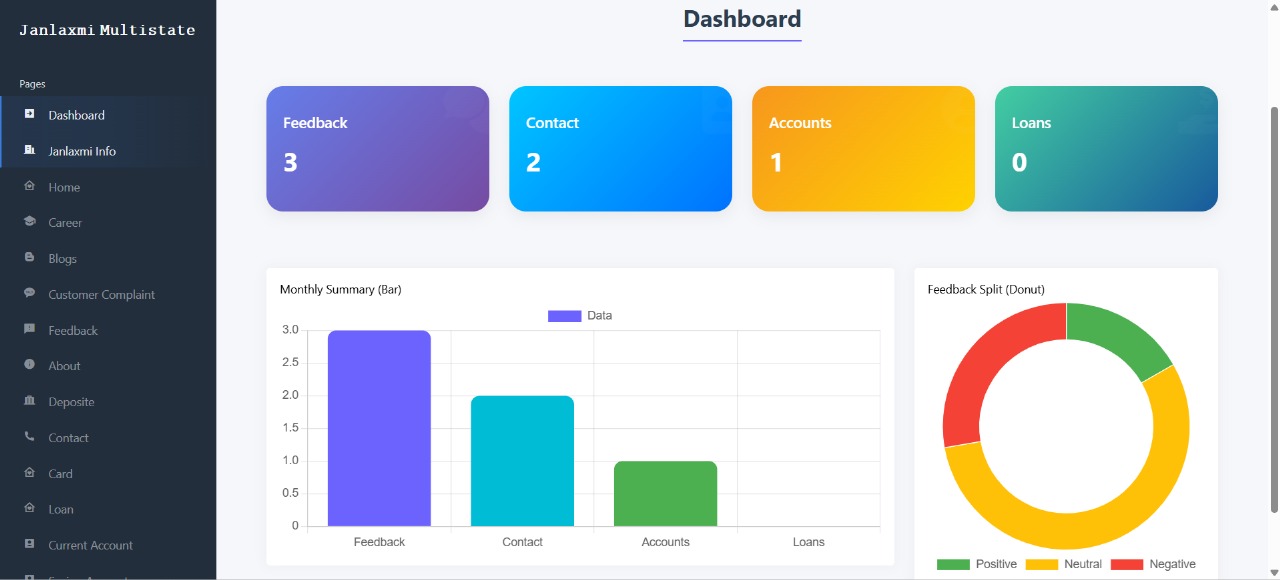 Janlaxmi Multistate
Pages
Dashboard
Janlaxmi Info
Home
Career
Blogs
Customer Complaint
Feedback
About
Deposite
Contact
Card
Loan
Current Account
Dashboard
Feedback
3
Contact
2
Accounts
1
Loans
0
Monthly Summary (Bar)
Data
3.0
2.5
2.0
1.5
1.0
0.5
0
Feedback Contact Accounts Loans
Feedback Split (Donut)
Positive Neutral Negative